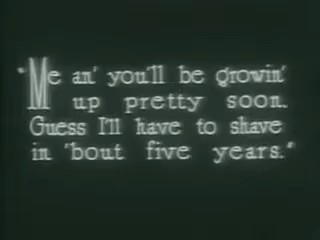 "Me an' you'll be growin'
up pretty soon.
Guess I'll have to shave
in 'bout five years."